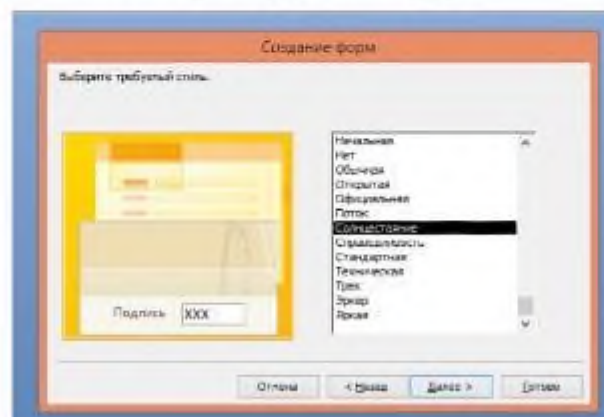 Создание форм
Выберите требуемый стиль.
Начальная
Нет
Обычная
Открытая
Официальная
Поток
Солнцестояние
Справедливость
Стандартная
Техническая
Трек
Эркер
Яркая
Подпись XXX
Отмена < Назад Далее > Готово